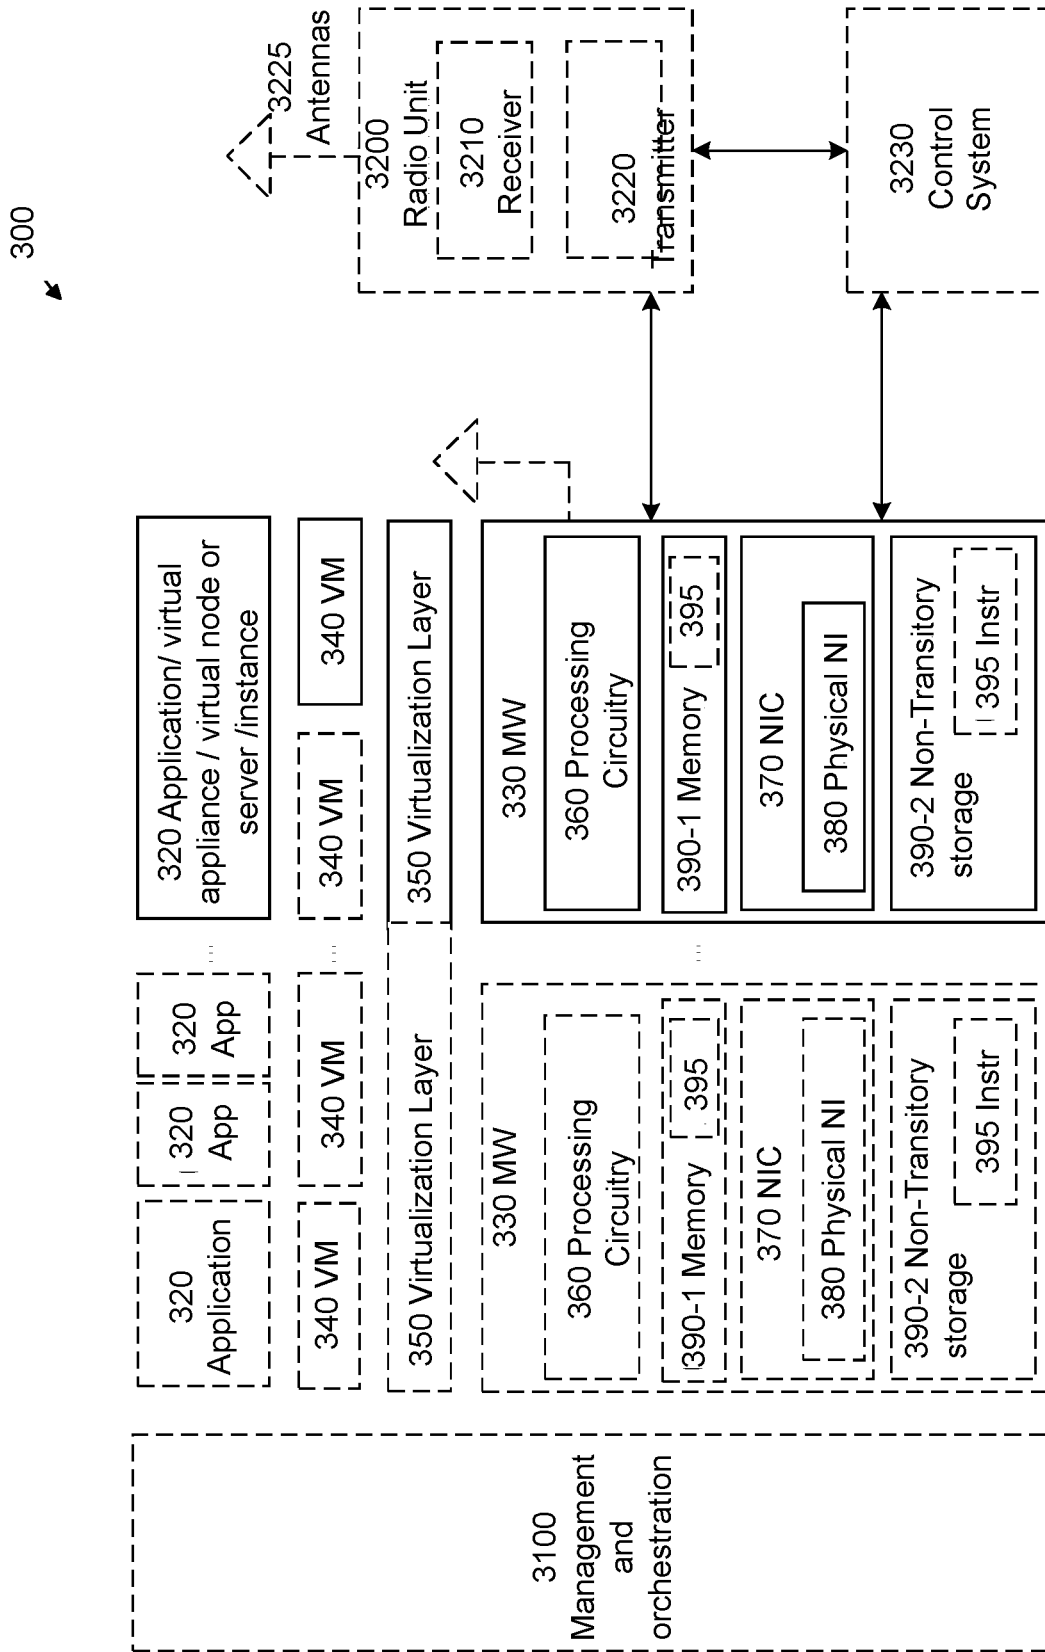 300
3100
Management
and
orchestration
320
Application
320
App
320
App
...
320 Application/ virtual
appliance / virtual node or
server /instance
340 VM
340 VM
...
340 VM
340 VM
350 Virtualization Layer
350 Virtualization Layer
330 MW
360 Processing
Circuitry
390-1 Memory
395
370 NIC
380 Physical NI
390-2 Non-Transitory
storage
395 Instr
...
330 MW
360 Processing
Circuitry
390-1 Memory
395
370 NIC
380 Physical NI
390-2 Non-Transitory
storage
395 Instr
3225
Antennas
3200
Radio Unit
3210
Receiver
3220
Transmitter
3230
Control
System